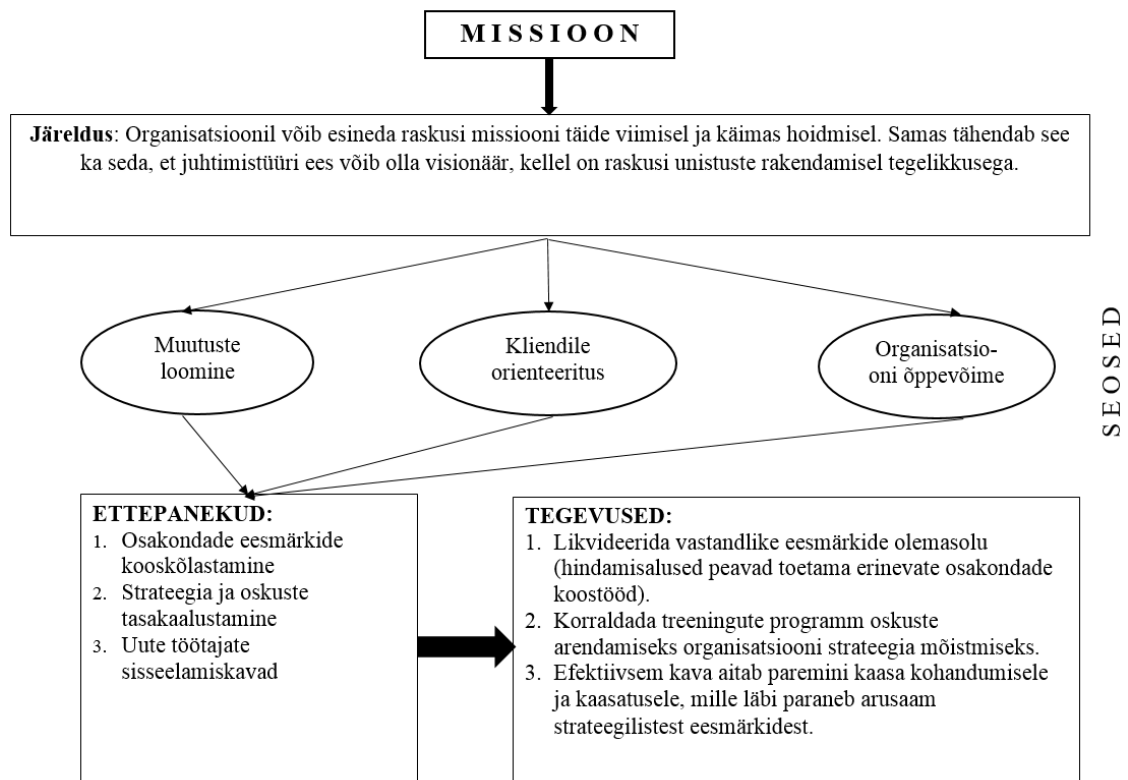 M I S S I O O N
Järeldus: Organisatsioonil võib esineda raskusi missiooni täide viimisel ja käimas hoidmisel. Samas tähendab see
ka seda, et juhtimistüüri ees võib olla visionäär, kellel on raskusi unistuste rakendamisel tegelikkusega.
Muutuste
loomine
Kliendile
orienteeritus
Organisatsio-
oni õppevõime
S E O S E D
ETTEPANEKUD:
1. Osakondade eesmärkide
kooskõlastamine
2. Strateegia ja oskuste
tasakaalustamine
3. Uute töötajate
sisseelamiskavad
TEGEVUSED:
1. Likvideerida vastandlike eesmärkide olemasolu
(hindamisalused peavad toetama erinevate osakondade
koostööd).
2. Korraldada treeningute programm oskuste
arendamiseks organisatsiooni strateegia mõistmiseks.
3. Efektiivsem kava aitab paremini kaasa kohandumisele
ja kaasatusele, mille läbi paraneb arusaam
strateegilistest eesmärkidest.